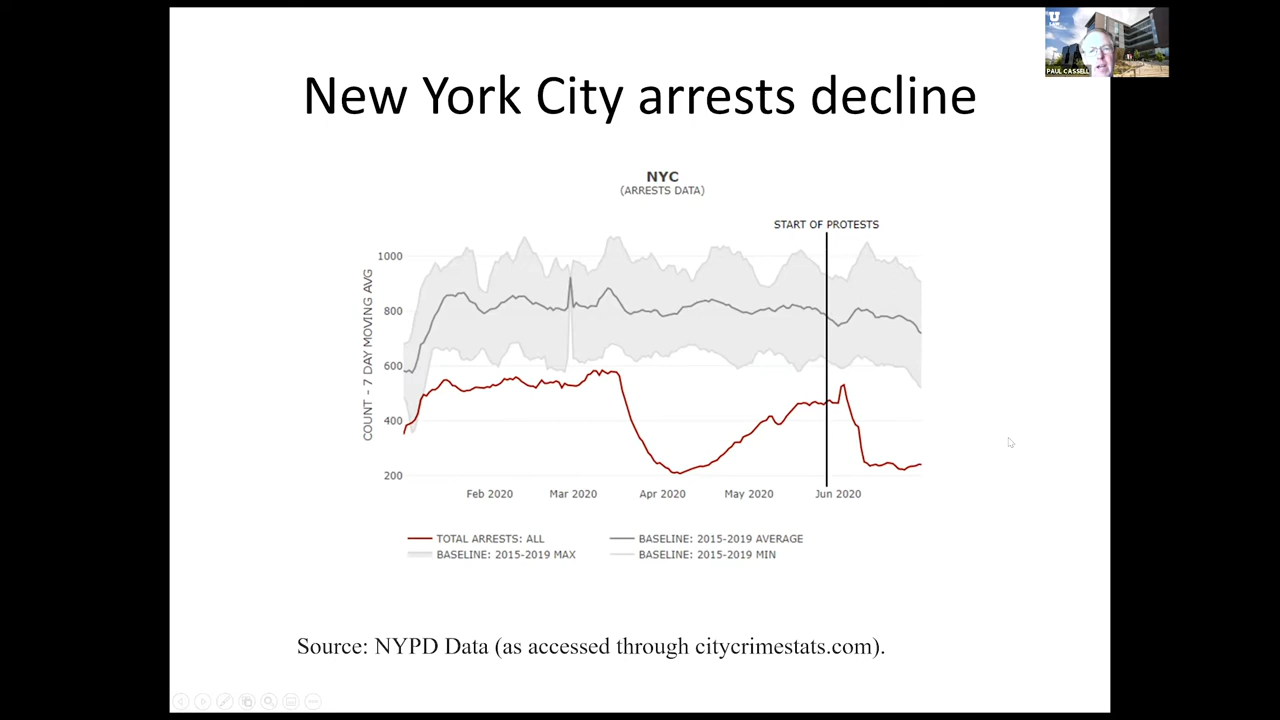 U
LAW
PAUL CASSELL
New York City arrests decline
NYC
(ARRESTS DATA)
START OF PROTESTS
COUNT - 7 DAY MOVING AVG
1000
800
600
400
200
Feb 2020 Mar 2020 Apr 2020 May 2020 Jun 2020
TOTAL ARRESTS: ALL BASELINE: 2015-2019 AVERAGE
BASELINE: 2015-2019 MAX BASELINE: 2015-2019 MIN
Source: NYPD Data (as accessed through citycrimestats.com).